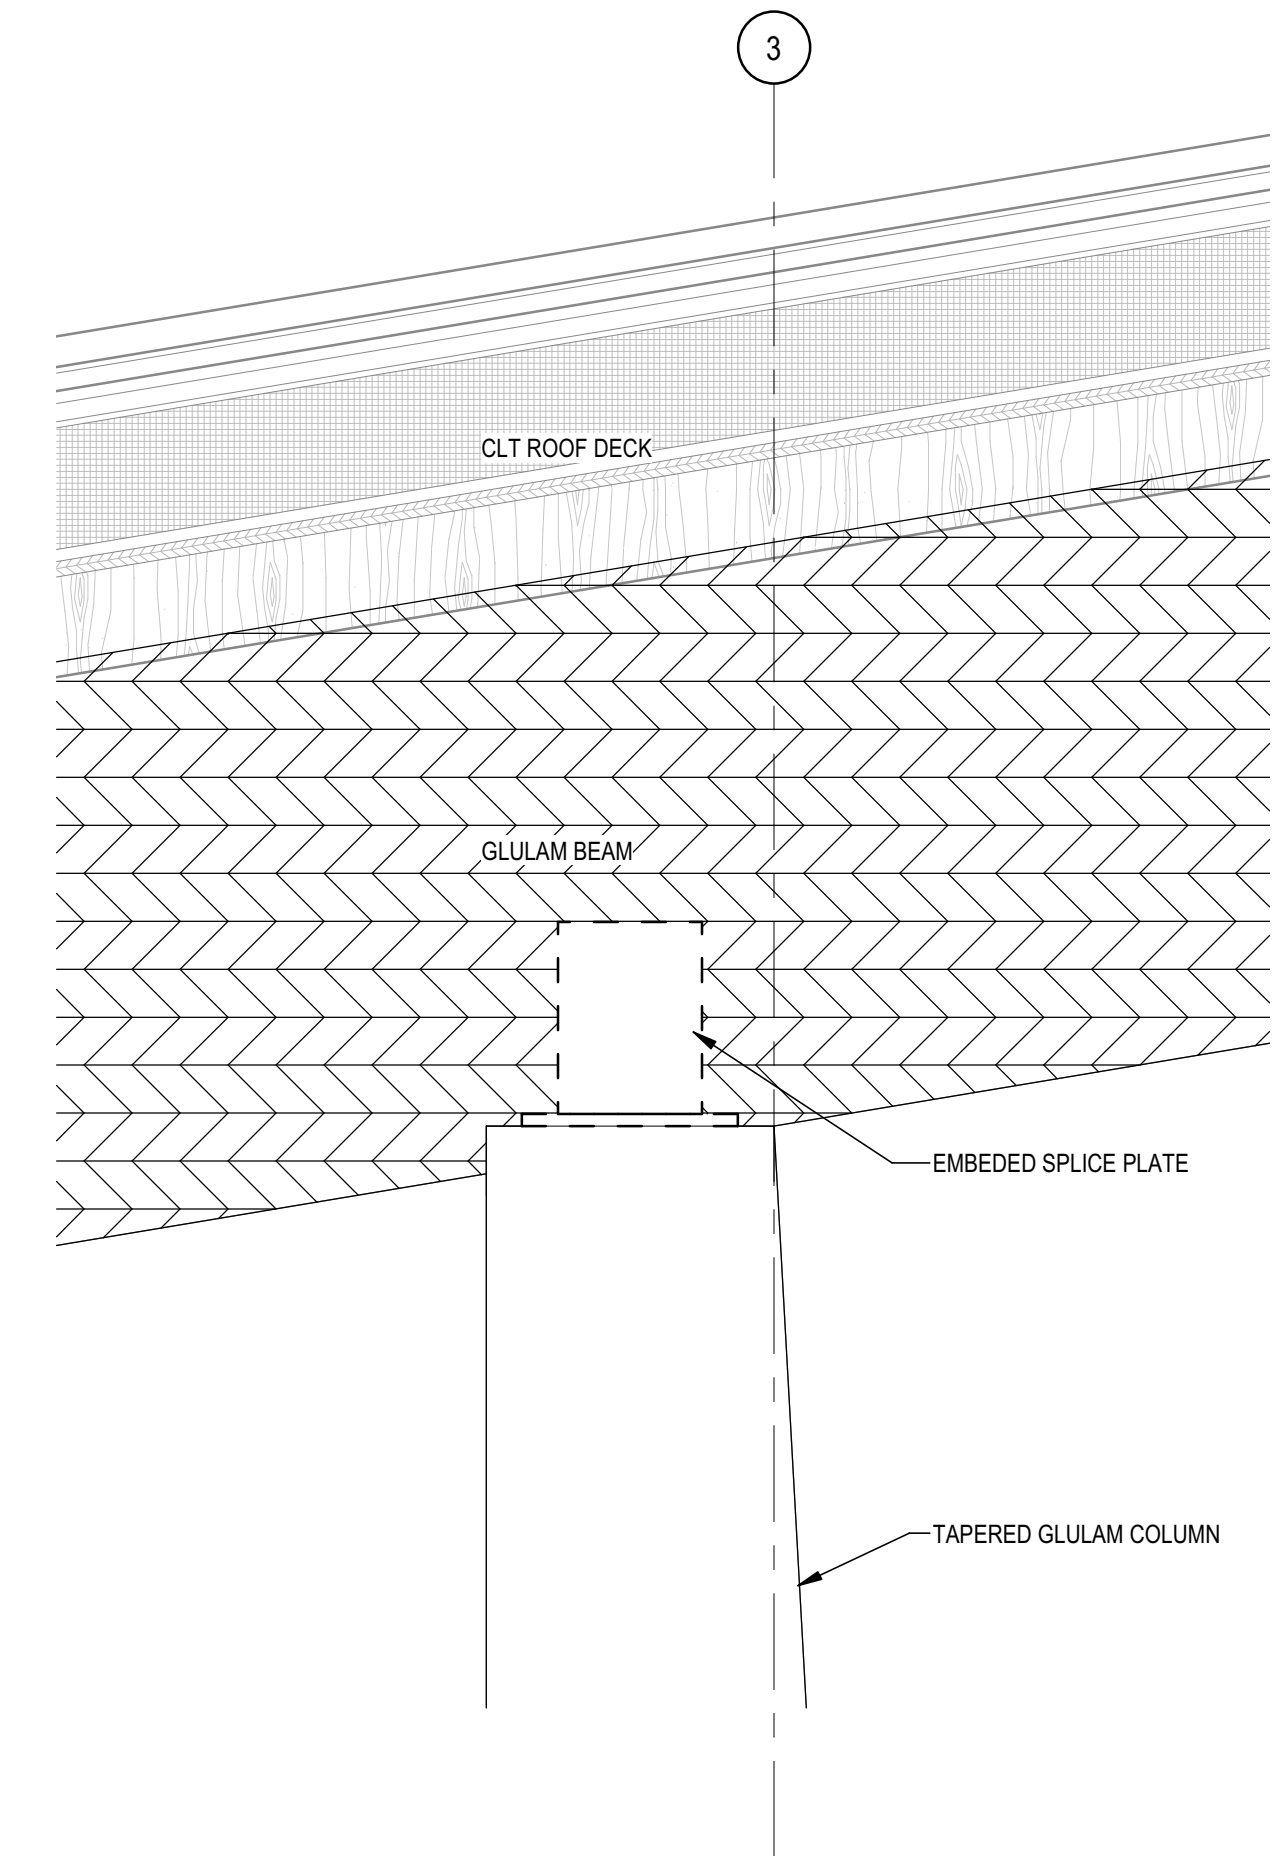 3
CLT ROOF DECK
GLULAM BEAM
EMBEDED SPLICE PLATE
TAPERED GLULAM COLUMN